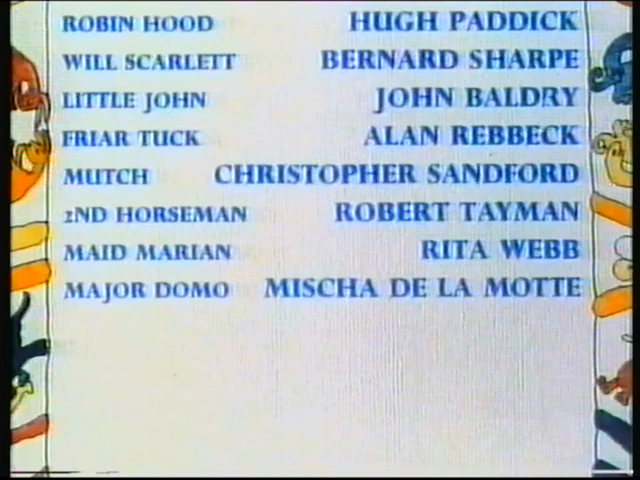 ROBIN HOOD HUGH PADDICK
WILL SCARLETT BERNARD SHARPE
LITTLE JOHN JOHN BALDRY
FRIAR TUCK ALAN REBBECK
MUTCH CHRISTOPHER SANDFORD
2ND HORSEMAN ROBERT TAYMAN
MAID MARIAN RITA WEBB
MAJOR DOMO MISCHA DE LA MOTTE